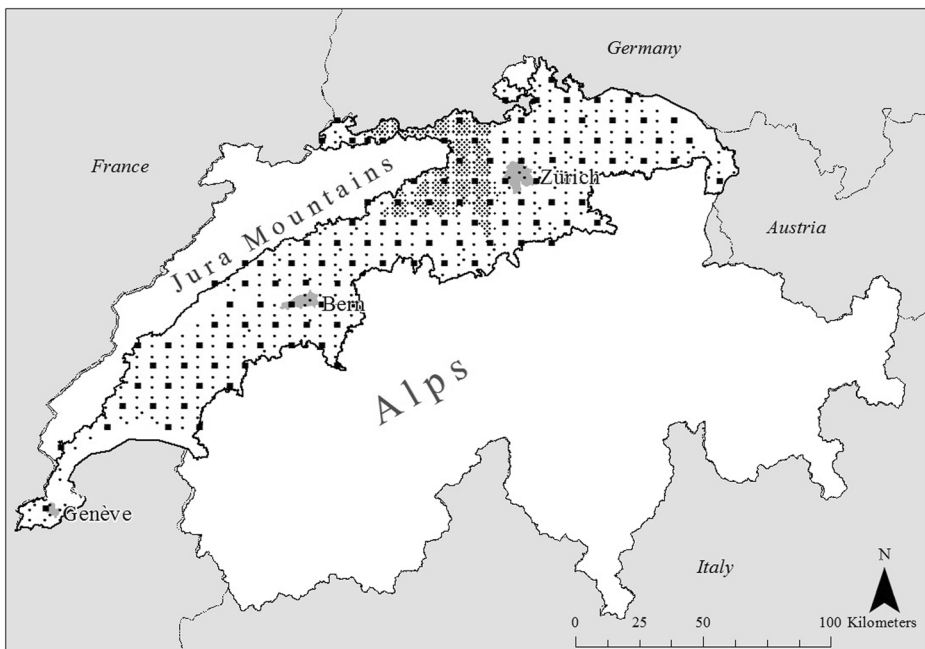 Germany
France
Jura Mountains
Zürich
Austria
Bern
Alps
Genève
Italy
N
0 25 50 100 Kilometers